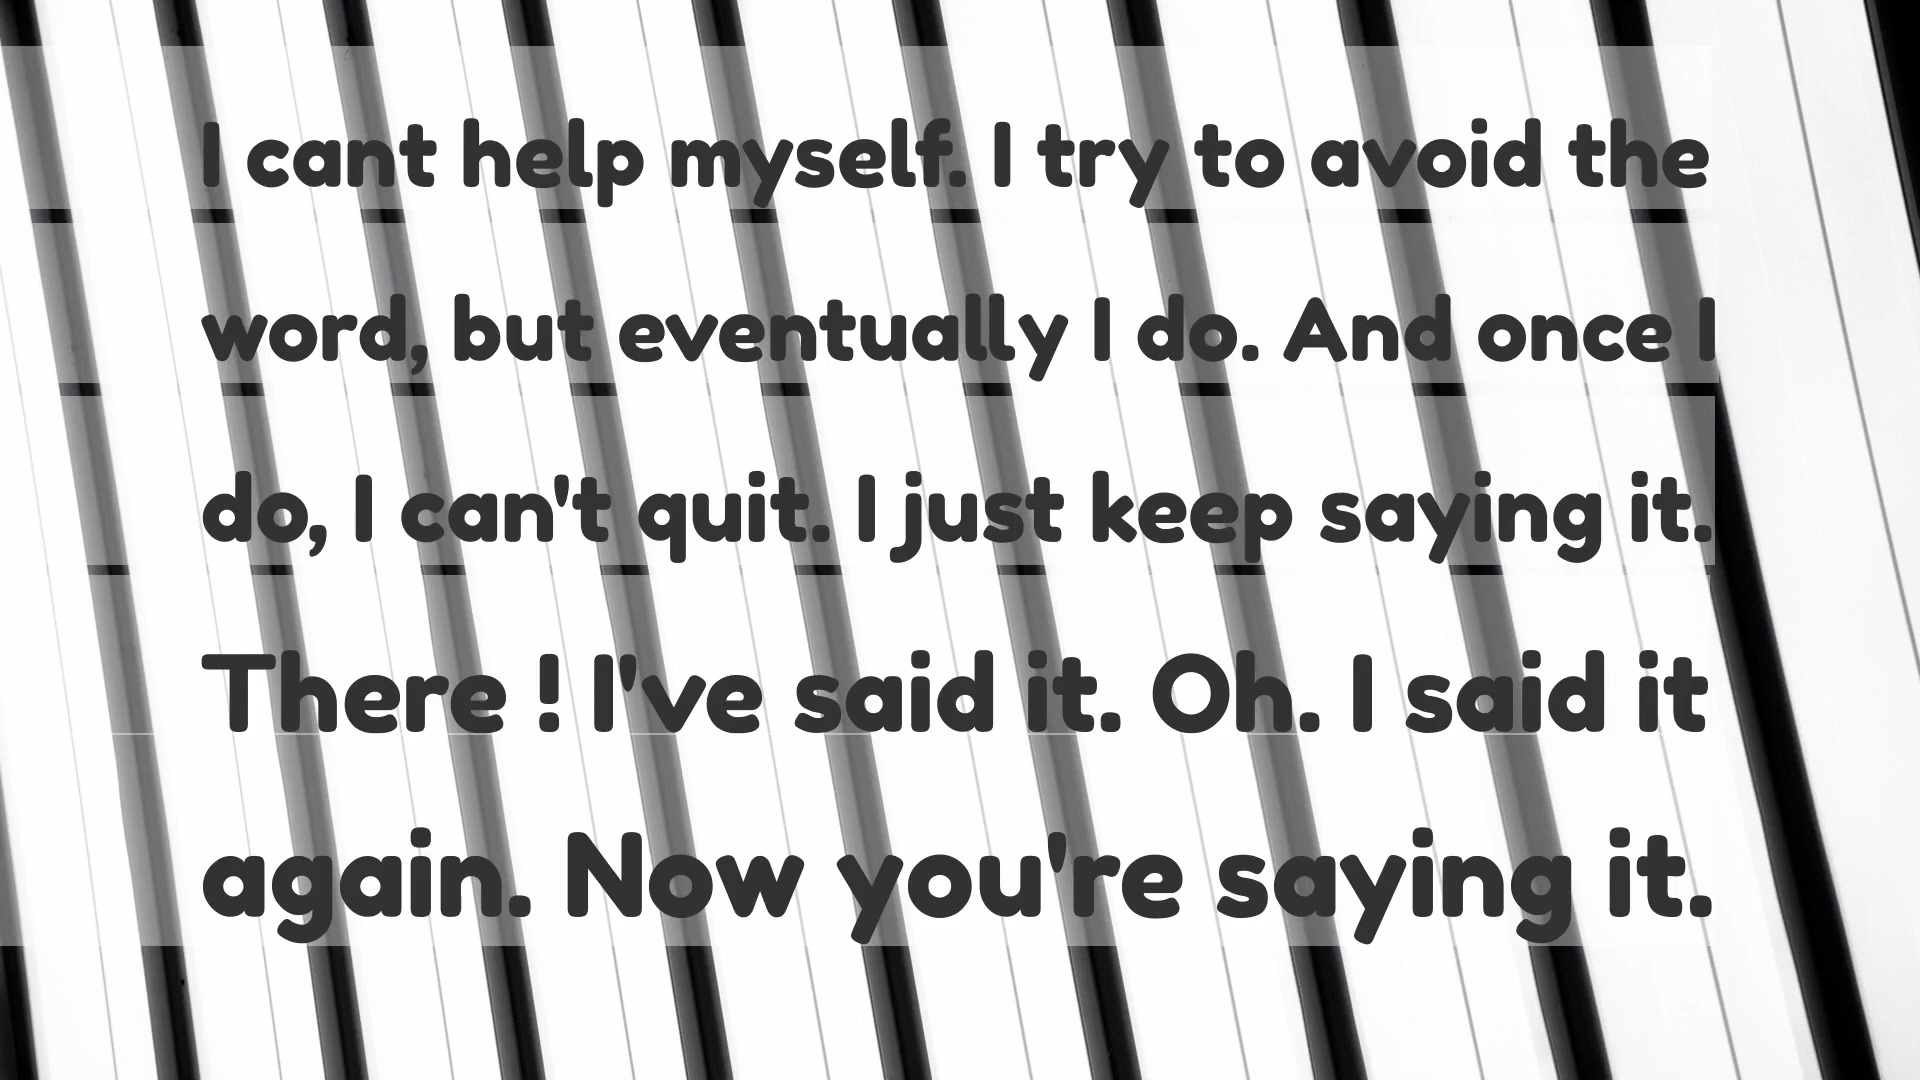 I cant help myself. I try to avoid the
word, but eventually I do. And once I
do, I can't quit. I just keep saying it.
There ! I've said it. Oh. I said it
again. Now you're saying it.